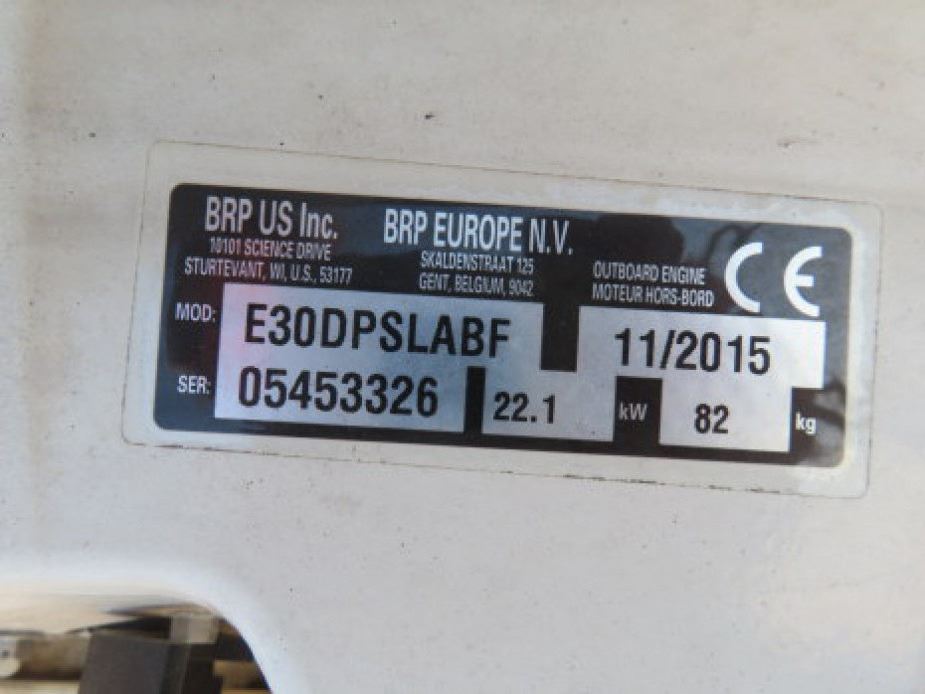 BRP US Inc.
10101 SCIENCE DRIVE
STURTEVANT, WI, U.S., 53177
BRP EUROPE N.V.
SKALDENSTRAAT 125
GENT, BELGIUM, 9042
OUTBOARD ENGINE
MOTEUR HORS-BORD
CE
MOD: E30DPSLABF 11/2015
SER: 05453326 22.1 kW 82 kg